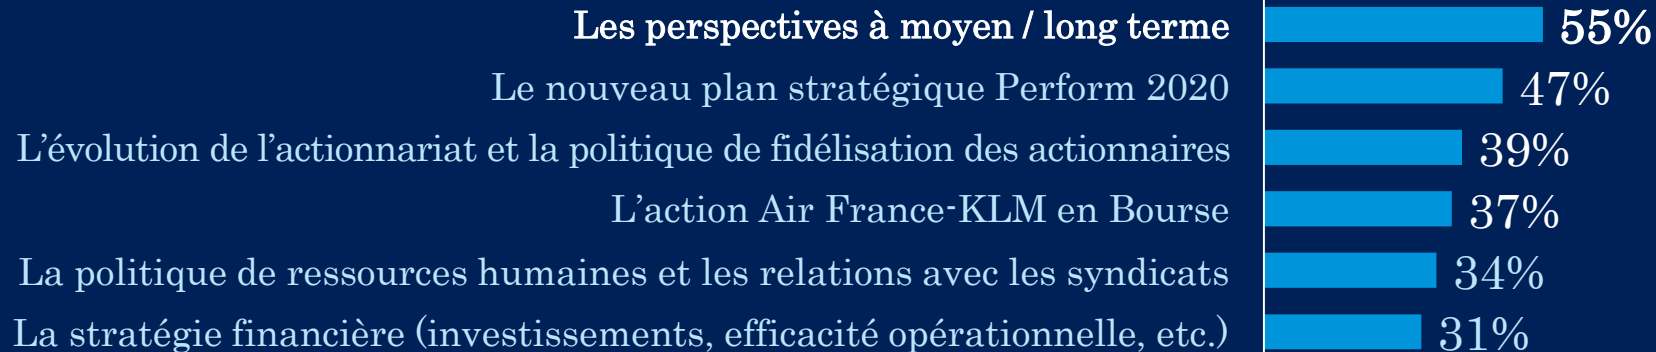 Les perspectives à moyen / long terme 55%
Le nouveau plan stratégique Perform 2020 47%
L’évolution de l’actionnariat et la politique de fidélisation des actionnaires 39%
L’action Air France-KLM en Bourse 37%
La politique de ressources humaines et les relations avec les syndicats 34%
La stratégie financière (investissements, efficacité opérationnelle, etc.) 31%